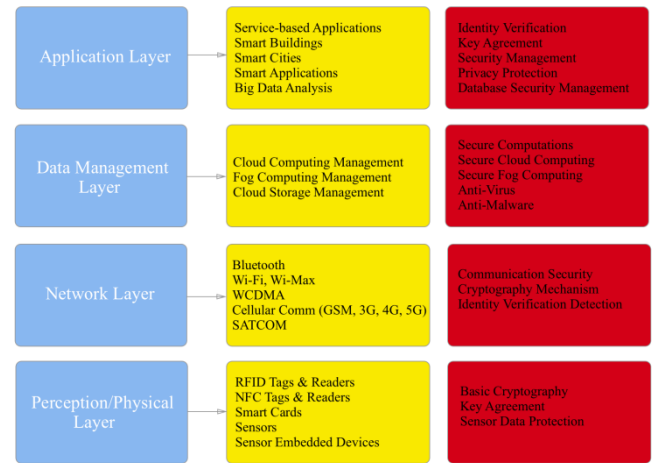 Application Layer
Service-based Applications
Smart Buildings
Smart Cities
Smart Applications
Big Data Analysis
Identity Verification
Key Agreement
Security Management
Privacy Protection
Database Security Management
Data Management
Layer
Cloud Computing Management
Fog Computing Management
Cloud Storage Management
Secure Computations
Secure Cloud Computing
Secure Fog Computing
Anti-Virus
Anti-Malware
Network Layer
Bluetooth
Wi-Fi, Wi-Max
WCDMA
Cellular Comm (GSM, 3G, 4G, 5G)
SATCOM
Communication Security
Cryptography Mechanism
Identity Verification Detection
Perception/Physical
Layer
RFID Tags & Readers
NFC Tags & Readers
Smart Cards
Sensors
Sensor Embedded Devices
Basic Cryptography
Key Agreement
Sensor Data Protection